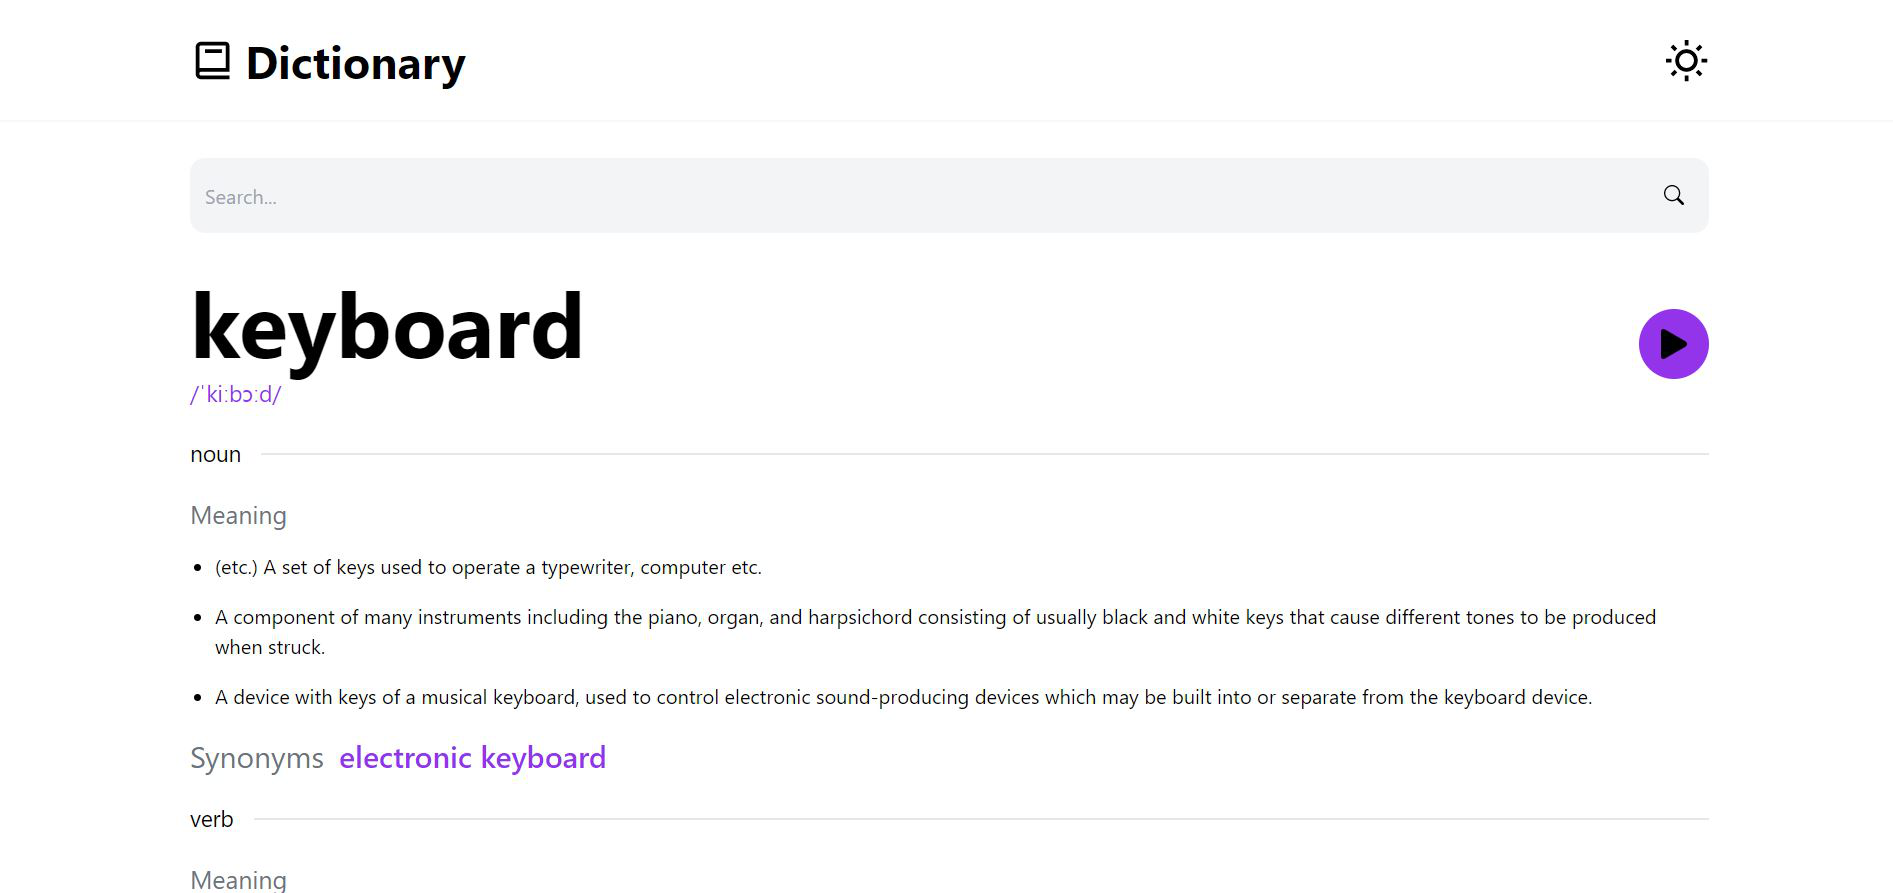 Dictionary
Search...
keyboard
/ˈkiːbɔːd/
noun
Meaning
(etc.) A set of keys used to operate a typewriter, computer etc.
A component of many instruments including the piano, organ, and harpsichord consisting of usually black and white keys that cause different tones to be produced
when struck.
A device with keys of a musical keyboard, used to control electronic sound-producing devices which may be built into or separate from the keyboard device.
Synonyms electronic keyboard
verb
Meaning